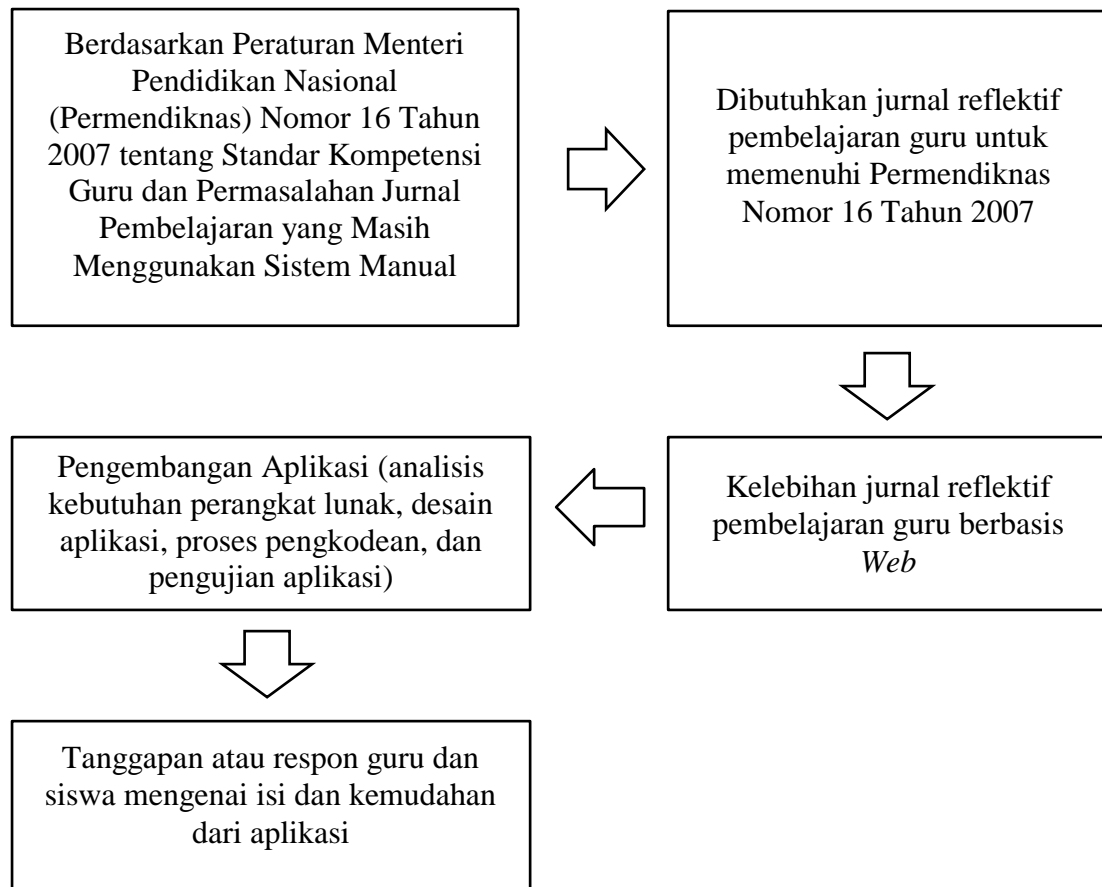 Berdasarkan Peraturan Menteri
Pendidikan Nasional
(Permendiknas) Nomor 16 Tahun
2007 tentang Standar Kompetensi
Guru dan Permasalahan Jurnal
Pembelajaran yang Masih
Menggunakan Sistem Manual
Dibutuhkan jurnal reflektif
pembelajaran guru untuk
memenuhi Permendiknas
Nomor 16 Tahun 2007
Kelebihan jurnal reflektif
pembelajaran guru berbasis
Web
Pengembangan Aplikasi (analisis
kebutuhan perangkat lunak, desain
aplikasi, proses pengkodean, dan
pengujian aplikasi)
Tanggapan atau respon guru dan
siswa mengenai isi dan kemudahan
dari aplikasi